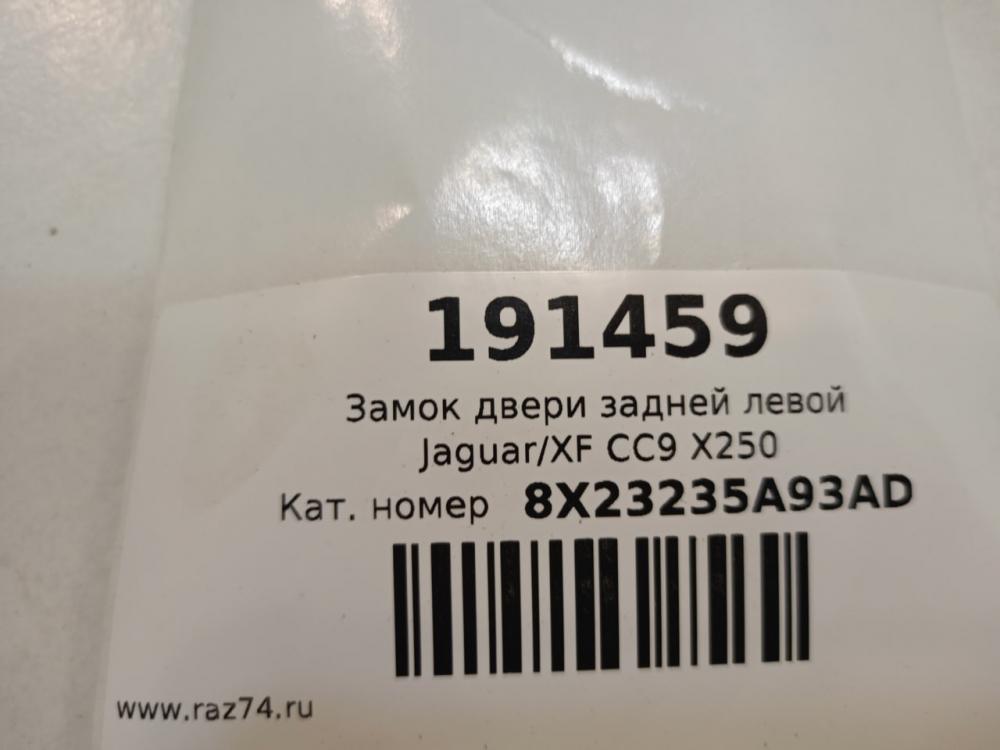 191459
Замок двери задней левой
Jaguar/XF CC9 X250
Кат. номер 8X23235A93AD
www.raz74.ru